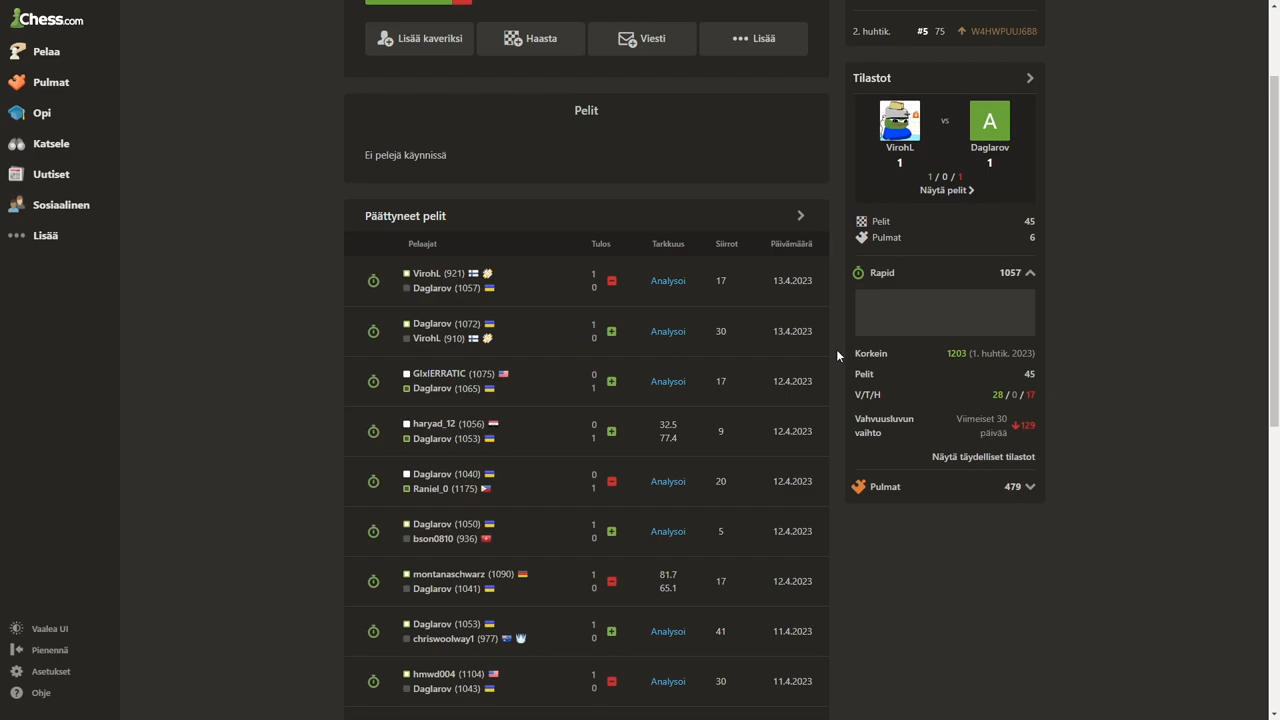 Chess.com
Pelaa
Pulmat
Opi
Katsele
Uutiset
Sosiaalinen
Lisää
Vaalea UI
Pienennä
Asetukset
Ohje
Lisää kaveriksi
Haasta
Viesti
Lisää
Pelit
Ei pelejä käynnissä
Päättyneet pelit
Pelaajat Tulos Tarkkuus Siirrot Päivämäärä
VirohL (921) 1
Daglarov (1057) 0
Analysoi 17 13.4.2023
Daglarov (1072) 1
VirohL (910) 0
Analysoi 30 13.4.2023
GlxlERRATIC (1075) 0
Daglarov (1065) 1
Analysoi 17 12.4.2023
haryad_12 (1056) 0 32.5
Daglarov (1053) 1 77.4
9 12.4.2023
Daglarov (1040) 0
Raniel_0 (1175) 1
Analysoi 20 12.4.2023
Daglarov (1050) 1
bson0810 (936) 0
Analysoi 5 12.4.2023
montanaschwarz (1090) 1 81.7
Daglarov (1041) 0 65.1
17 12.4.2023
Daglarov (1053) 1
chriswoolway1 (977) 0
Analysoi 41 11.4.2023
hmwd004 (1104) 1
Daglarov (1043) 0
Analysoi 30 11.4.2023
2. huhtik. #5 75 W4HWPUUJ6B8
Tilastot
vs
A
VirohL Daglarov
1 1
1 / 0 / 1
Näytä pelit
Pelit 45
Pulmat 6
Rapid 1057
Korkein 1203 (1. huhtik. 2023)
Pelit 45
V/T/H 28 / 0 / 17
Vahvuusluvun vaihto
Viimeiset 30 päivää
129
Näytä täydelliset tilastot
Pulmat 479